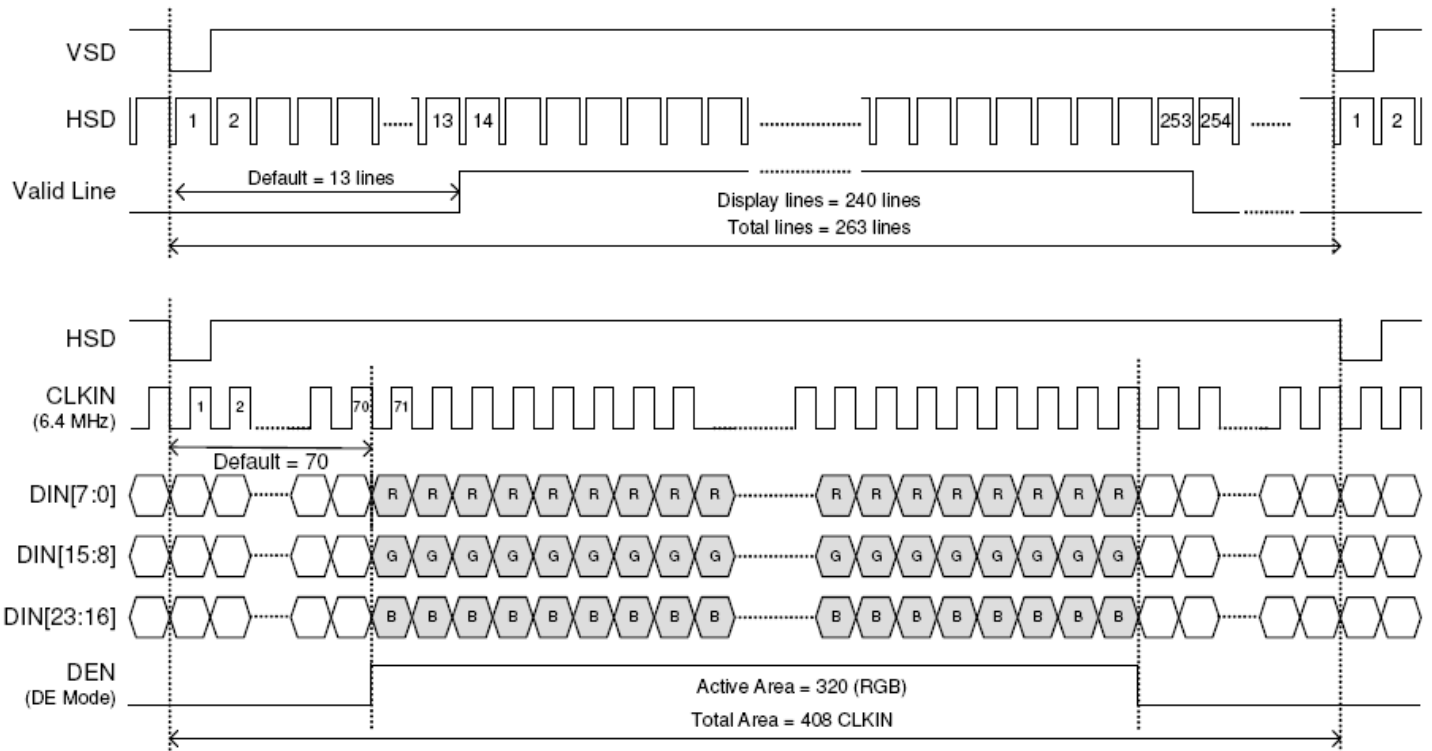 VSD
HSD 1 2 13 14 253 254 1 2
Default = 13 lines
Valid Line
Display lines = 240 lines
Total lines = 263 lines
HSD
CLKIN 1 2 70 71
(6.4 MHz)
Default = 70
DIN[7:0] R R R R R R R R R R R R R R R R R
DIN[15:8] G G G G G G G G G G G G G G G G G
DIN[23:16] B B B B B B B B B B B B B B B B B
DEN
(DE Mode)
Active Area = 320 (RGB)
Total Area = 408 CLKIN